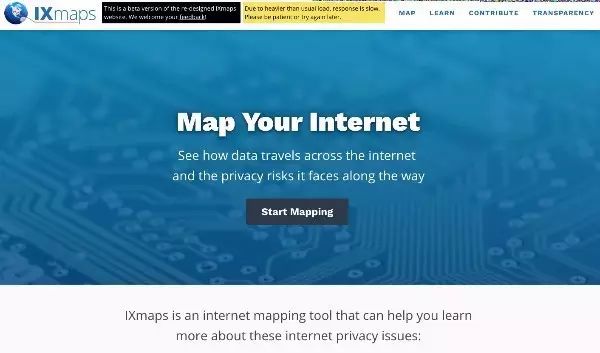 IXmaps
This is a beta version of the re-designed IXmaps
website. We welcome your feedback!
Due to heavier than usual load, response is slow.
Please be patient or try again later.
MAP LEARN CONTRIBUTE TRANSPARENCY
Map Your Internet
See how data travels across the internet
and the privacy risks it faces along the way
Start Mapping
IXmaps is an internet mapping tool that can help you learn
more about these internet privacy issues: